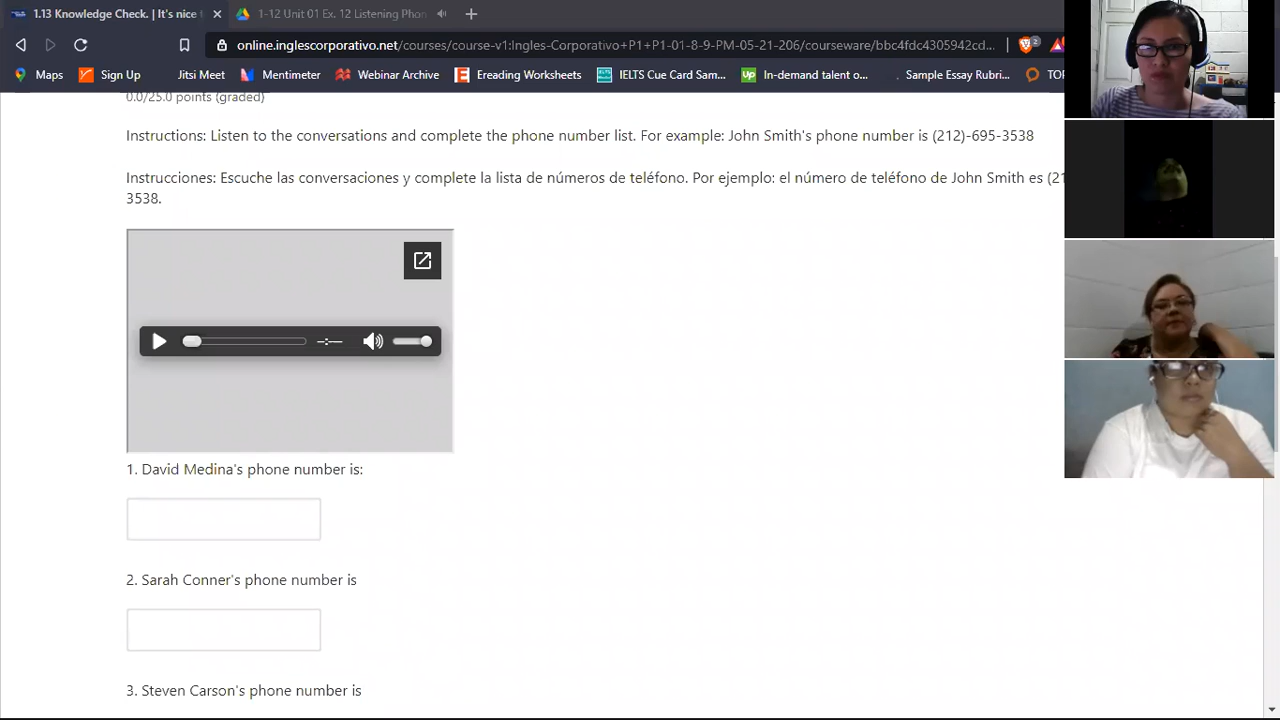 1.13 Knowledge Check. | It's nice t
1-12 Unit 01 Ex. 12 Listening Phon
online.inglescorporativo.net/courses/course-v1:Ingles-Corporativo+P1+P1-01-8-9-PM-05-21-206/courseware/bbc4fdc4305942cd...
2
Maps
Sign Up
Jitsi Meet
Mentimeter
Webinar Archive
English Worksheets
IELTS Cue Card
In-demand talent on...
Sample Essay Rubri...
TOE
0.0/25.0 points (graded)
Instructions: Listen to the conversations and complete the phone number list. For example: John Smith's phone number is (212)-695-3538
Instrucciones: Escuche las conversaciones y complete la lista de números de teléfono. Por ejemplo: el número de teléfono de John Smith es (21
3538.
-:--
1. David Medina's phone number is:
2. Sarah Conner's phone number is
3. Steven Carson's phone number is